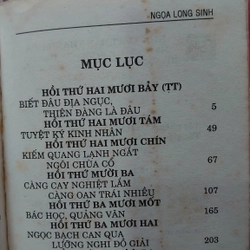 NGỌA LONG SINH
MỤC LỤC
HỒI THỨ HAI MƯƠI BẢY (TT)
BIẾT ĐÂU ĐỊA NGỤC,
THIÊN ĐÀNG LÀ ĐÂU 5
HỒI THỨ HAI MƯƠI TÁM
TUYỆT KỸ KINH NHÂN 49
HỒI THỨ HAI MƯƠI CHÍN
KIẾM QUANG LẠNH NGẮT
NGÔI CHÙA CỔ 67
HỒI THỨ MƯỜI BA
CÀNG CAY NGHIỆT LẮM
CÀNG OAN TRÁI NHIỀU 107
HỒI THỨ BA MƯƠI MỐT
BÁC HỌC, QUẢNG VĂN 165
HỒI THỨ BA MƯƠI HAI
NGỌC BẠCH CAN QUA
LƯỠNG NGHI ĐỒ GIẢI 203